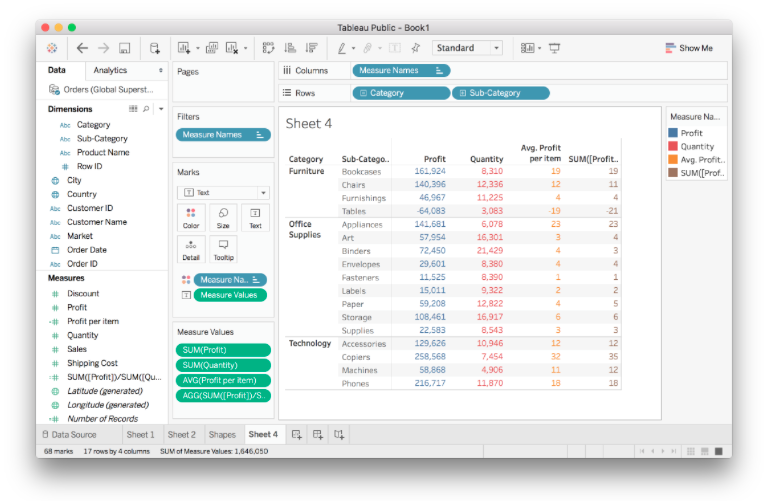 Tableau Public - Book1
Standard
Show Me
Data Analytics
Orders (Global Superst...
Dimensions
Abc Category
Abc Sub-Category
Abc Product Name
# Row ID
City
Country
Abc Customer ID
Abc Customer Name
Abc Market
Order Date
Abc Order ID
Measures
# Discount
# Profit
=# Profit per item
# Quantity
# Sales
# Shipping Cost
=# SUM([Profit])/SUM([Qu...
Latitude (generated)
Longitude (generated)
=# Number of Records
Pages
Filters
Measure Names
Marks
T Text
Color Size Text
Detail Tooltip
Measure Na..
Measure Values
Measure Values
SUM(Profit)
SUM(Quantity)
AVG(Profit per item)
AGG(SUM([Profit])/S..
Columns Measure Names
Rows Category Sub-Category
Sheet 4
Category Sub-Catego.. Profit Quantity Avg. Profit per item SUM([Profit..
Furniture Bookcases 161,924 8,310 19 19
Chairs 140,396 12,336 12 11
Furnishings 46,967 11,225 4 4
Tables -64,083 3,083 -19 -21
Office Supplies Appliances 141,681 6,078 23 23
Art 57,954 16,301 3 4
Binders 72,450 21,429 4 3
Envelopes 29,601 8,380 4 4
Fasteners 11,525 8,390 1 1
Labels 15,011 9,322 2 2
Paper 59,208 12,822 4 5
Storage 108,461 16,917 6 6
Supplies 22,583 8,543 3 3
Technology Accessories 129,626 10,946 12 12
Copiers 258,568 7,454 32 35
Machines 58,868 4,906 11 12
Phones 216,717 11,870 18 18
Measure Na...
Profit
Quantity
Avg. Profit..
SUM([Prof..
Data Source Sheet 1 Sheet 2 Shapes Sheet 4
68 marks 17 rows by 4 columns SUM of Measure Values: 1,646,050